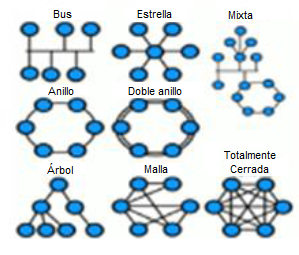 Bus
Estrella
Mixta
Anillo
Doble anillo
Árbol
Malla
Totalmente
Cerrada